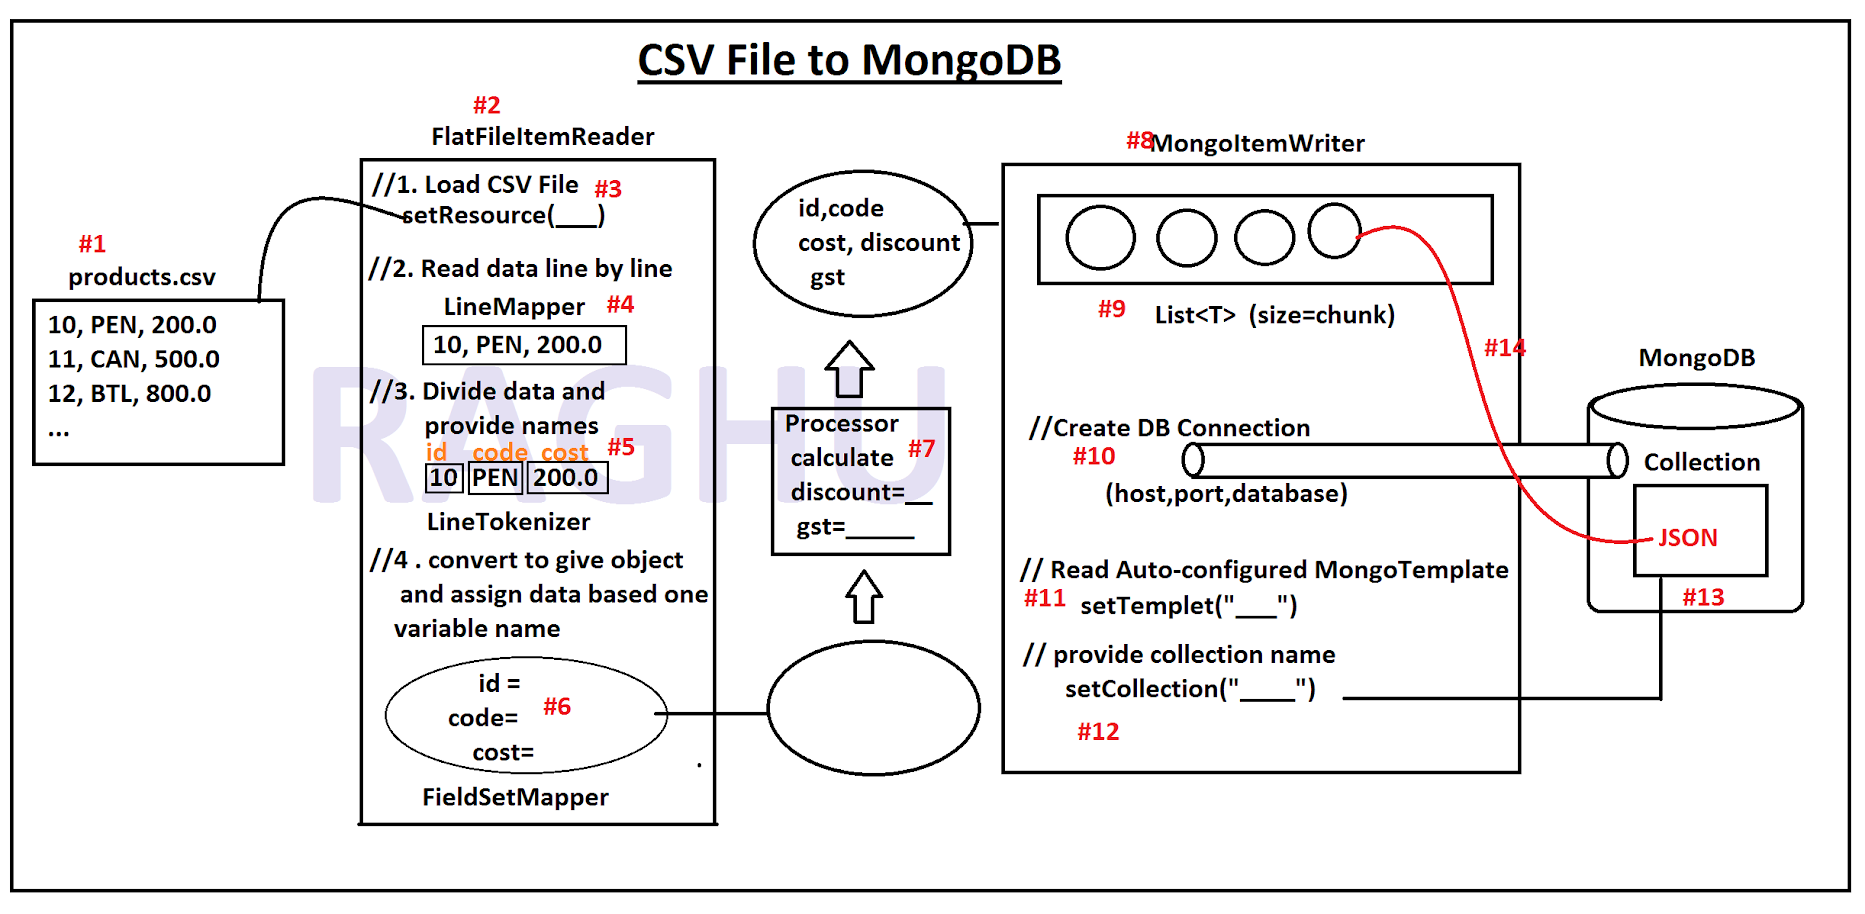 CSV File to MongoDB
#1
products.csv
10, PEN, 200.0
11, CAN, 500.0
12, BTL, 800.0
...
#2
FlatFileItemReader
//1. Load CSV File #3
setResource(___)
//2. Read data line by line
LineMapper #4
10, PEN, 200.0
//3. Divide data and
provide names
id code cost #5
10 PEN 200.0
LineTokenizer
//4 . convert to give object
and assign data based one
variable name
id =
code= #6
cost=
.
FieldSetMapper
id,code
cost, discount
gst
Processor
calculate #7
discount=__
gst=_____
#8 MongoItemWriter
#9 List<T> (size=chunk)
#14
//Create DB Connection
#10
(host,port,database)
// Read Auto-configured MongoTemplate
#11 setTemplet("___")
// provide collection name
setCollection("____")
#12
MongoDB
Collection
JSON
#13
RAGHU